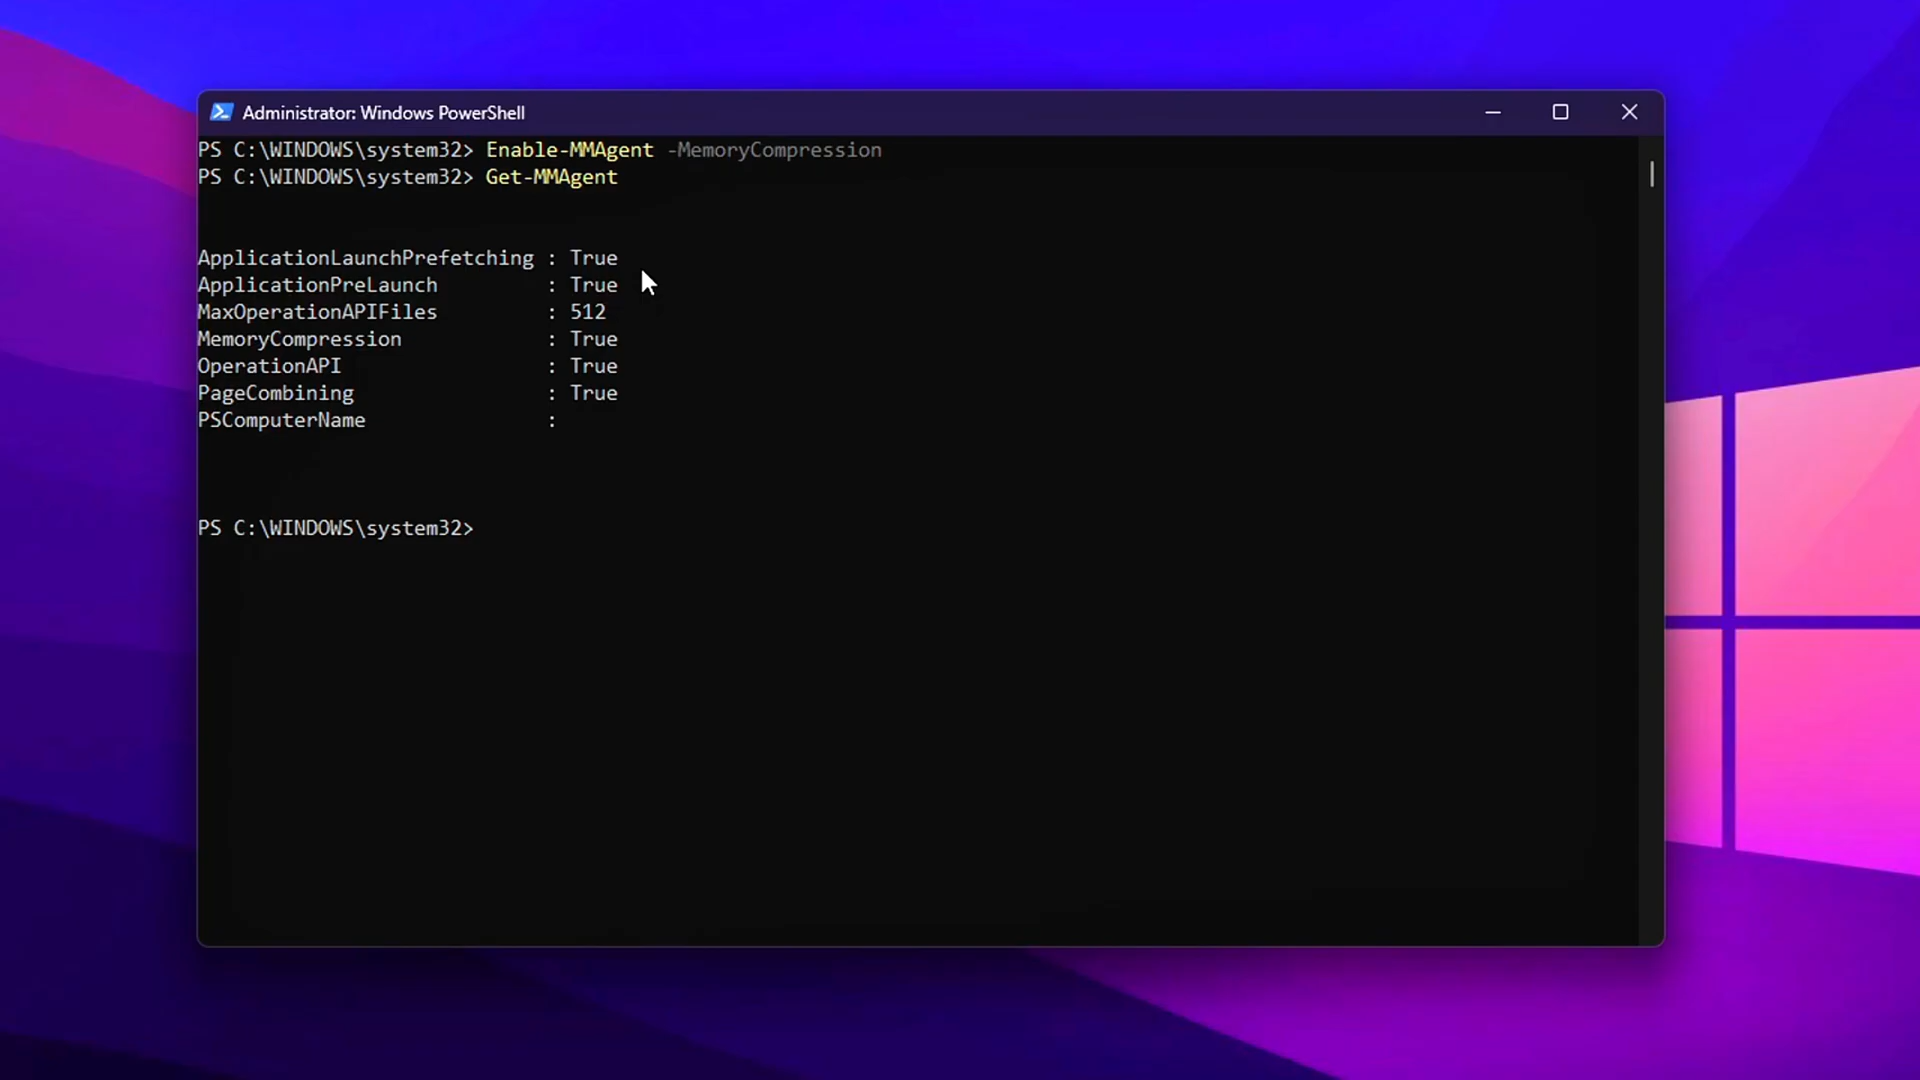 Administrator: Windows PowerShell
PS C:\WINDOWS\system32> Enable-MMAgent -MemoryCompression
PS C:\WINDOWS\system32> Get-MMAgent
ApplicationLaunchPrefetching : True
ApplicationPreLaunch : True
MaxOperationAPIFiles : 512
MemoryCompression : True
OperationAPI : True
PageCombining : True
PSComputerName :
PS C:\WINDOWS\system32>